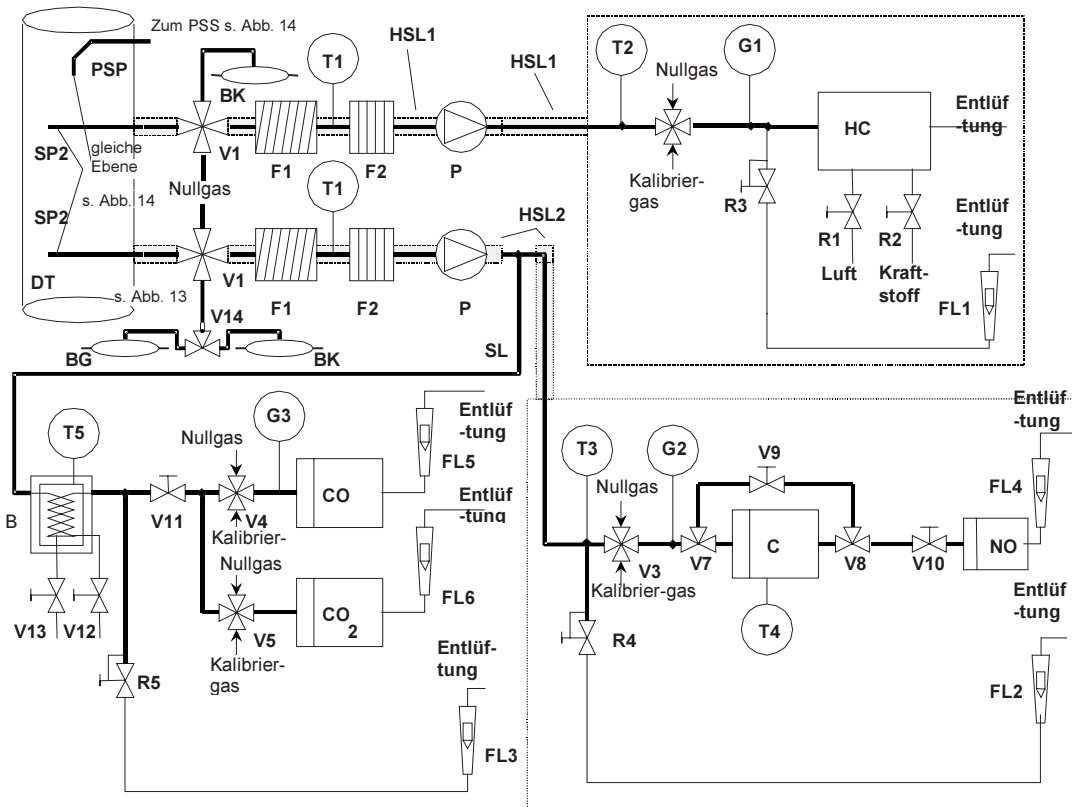 Zum PSS s. Abb. 14
PSP
BK
T1
HSL1
HSL1
T2
Nullgas
G1
Entlüf
-tung
HC
SP2
gleiche
Ebene
V1
F1
F2
P
Kalibrier-
gas
R3
R1
R2
Luft
Kraft-
stoff
Entlüf
-tung
FL1
Nullgas
T1
s. Abb. 14
SP2
HSL2
DT
s. Abb. 13
V1
F1
F2
P
V14
BG
BK
SL
T5
B
V13
V12
V11
Nullgas
G3
V4
Kalibrier-
CO
Entlüf
-tung
FL5
Entlüf
-tung
Nullgas
V5
Kalibrier-
gas
CO
2
FL6
R5
Entlüf-
tung
FL3
T3
Nullgas
G2
V9
Entlüf
-tung
FL4
V3
Kalibrier-gas
V7
C
V8
V10
NO
T4
R4
Entlüf
-tung
FL2